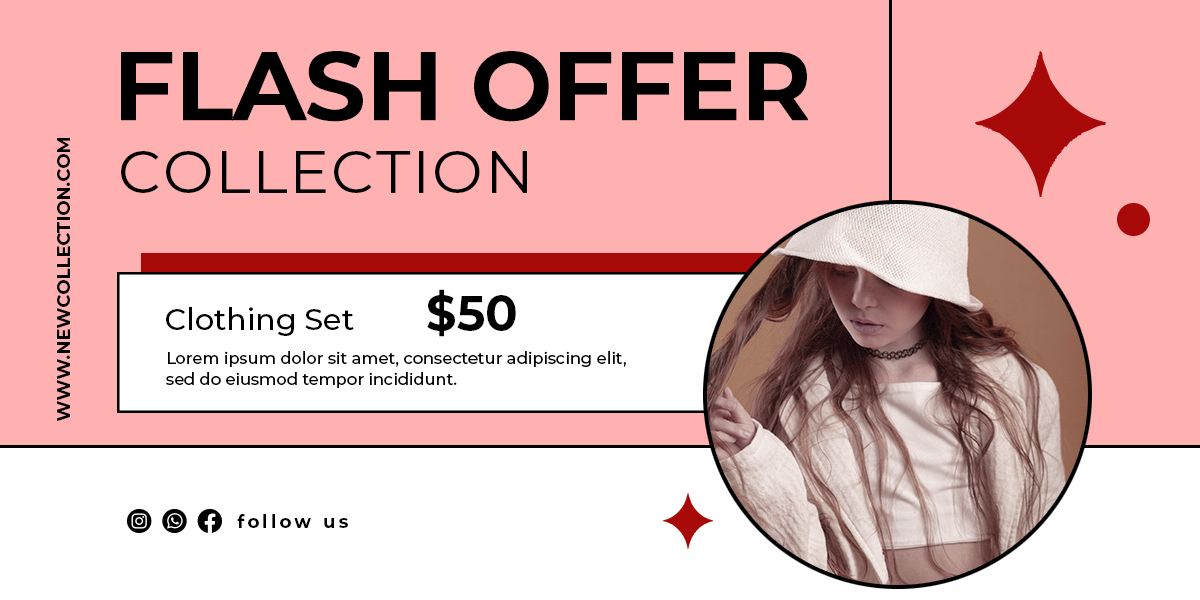 FLASH OFFER
COLLECTION
WWW.NEWCOLLECTION.COM
Clothing Set
$50
Lorem ipsum dolor sit amet, consectetur adipiscing elit,
sed do eiusmod tempor incididunt.
follow us